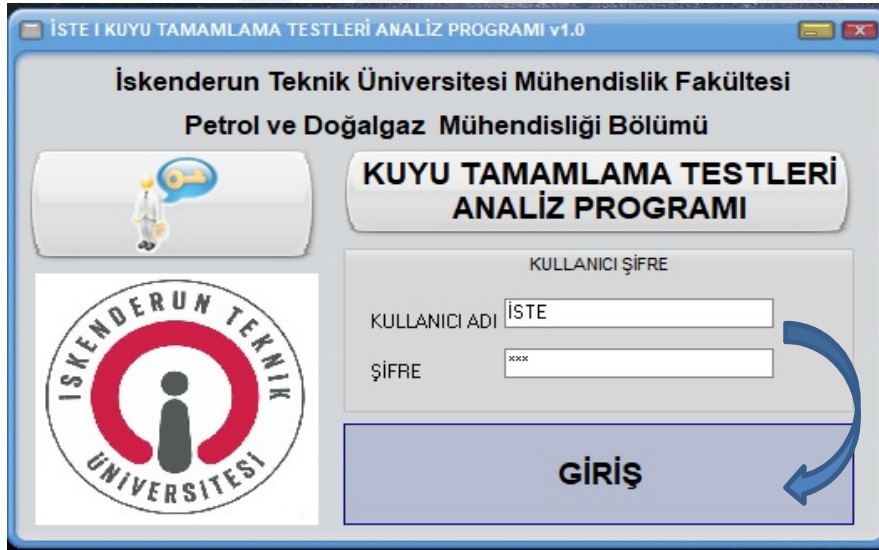 İSTE I KUYU TAMAMLAMA TESTLERİ ANALİZ PROGRAMI v1.0
İskenderun Teknik Üniversitesi Mühendislik Fakültesi
Petrol ve Doğalgaz Mühendisliği Bölümü
KUYU TAMAMLAMA TESTLERİ
ANALİZ PROGRAMI
KULLANICI ŞİFRE
KULLANICI ADI İSTE
ŞİFRE ***
İSKENDERUN TEKNİK
ÜNİVERSİTESİ
GİRİŞ